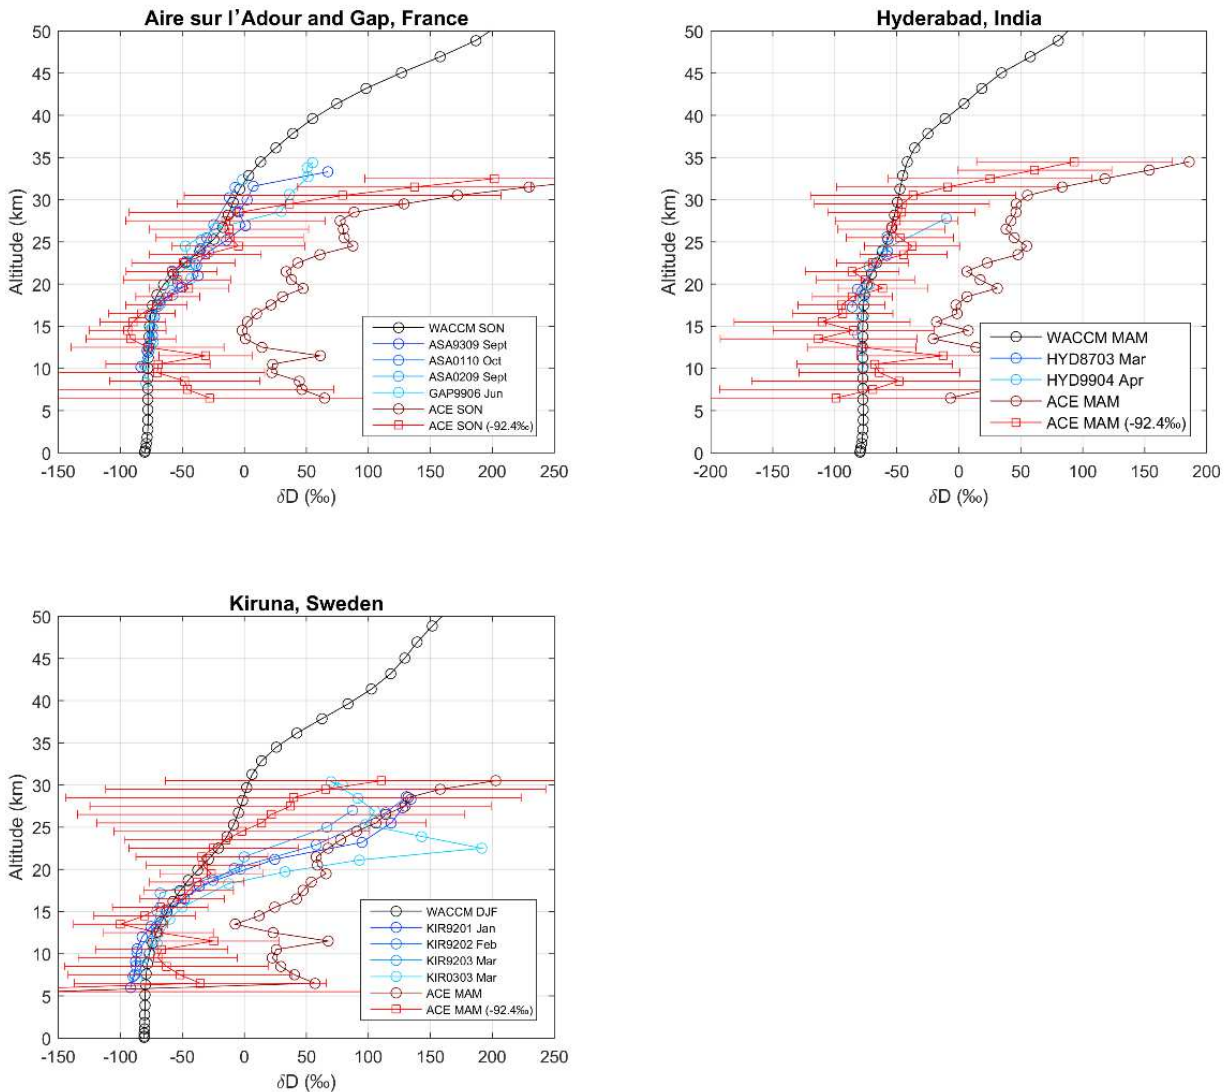 Aire sur l'Adour and Gap, France
50
45
40
35
30
25
20
15
10
5
0
Altitude (km)
-150 -100 -50 0 50 100 150 200 250
δD (‰)
WACCM SON
ASA9309 Sept
ASA0110 Oct
ASA0209 Sept
GAP9906 Jun
ACE SON
ACE SON (-92.4‰)
Hyderabad, India
50
45
40
35
30
25
20
15
10
5
0
Altitude (km)
-200 -150 -100 -50 0 50 100 150 200
δD (‰)
WACCM MAM
HYD8703 Mar
HYD9904 Apr
ACE MAM
ACE MAM (-92.4‰)
Kiruna, Sweden
50
45
40
35
30
25
20
15
10
5
0
Altitude (km)
-150 -100 -50 0 50 100 150 200 250
δD (‰)
WACCM DJF
KIR9201 Jan
KIR9202 Feb
KIR9203 Mar
KIR0303 Mar
ACE MAM
ACE MAM (-92.4‰)